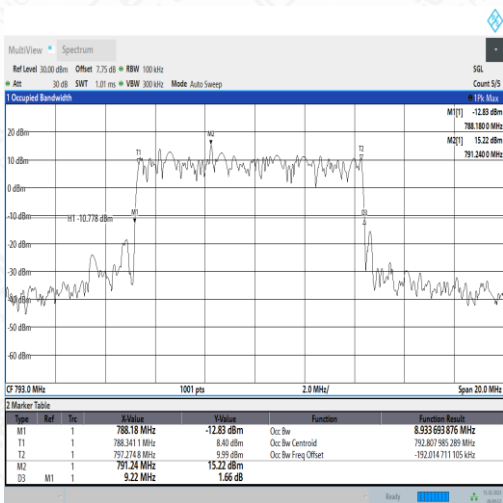 MultiView Spectrum
Ref Level 30.00 dBm Offset 7.75 dB RBW 100 kHz SGL
Att 30 dB SWT 1.01 ms VBW 300 kHz Mode Auto Sweep Count 5/5
1 Occupied Bandwidth 1Pk Max
M1[1] -12.83 dBm
788.180 0 MHz
M2[1] 15.22 dBm
791.240 0 MHz
20 dBm
M2
T1
T2
10 dBm
0 dBm
-10 dBm
H1 -10.778 dBm
M1
D3
-20 dBm
-30 dBm
-40 dBm
-50 dBm
-60 dBm
CF 793.0 MHz 1001 pts 2.0 MHz/ Span 20.0 MHz
2 Marker Table
Type Ref Trc X-Value Y-Value Function Function Result
M1 1 788.18 MHz -12.83 dBm Occ Bw 8.933 693 876 MHz
T1 1 788.341 1 MHz 8.40 dBm Occ Bw Centroid 792.807 985 289 MHz
T2 1 797.274 8 MHz 9.99 dBm Occ Bw Freq Offset -192.014 711 105 kHz
M2 1 791.24 MHz 15.22 dBm
D3 M1 1 9.22 MHz 1.66 dB
Ready